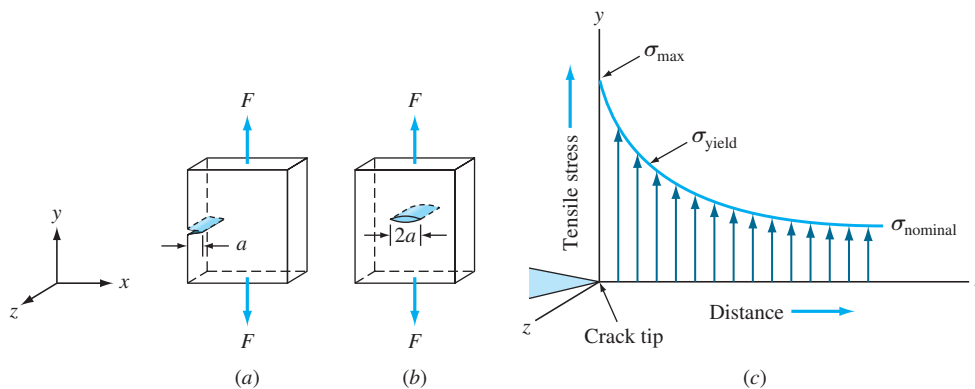 y
x
z
F
a
F
(a)
F
2a
F
(b)
y
σmax
Tensile stress
σyield
σnominal
Distance
z
Crack tip
(c)